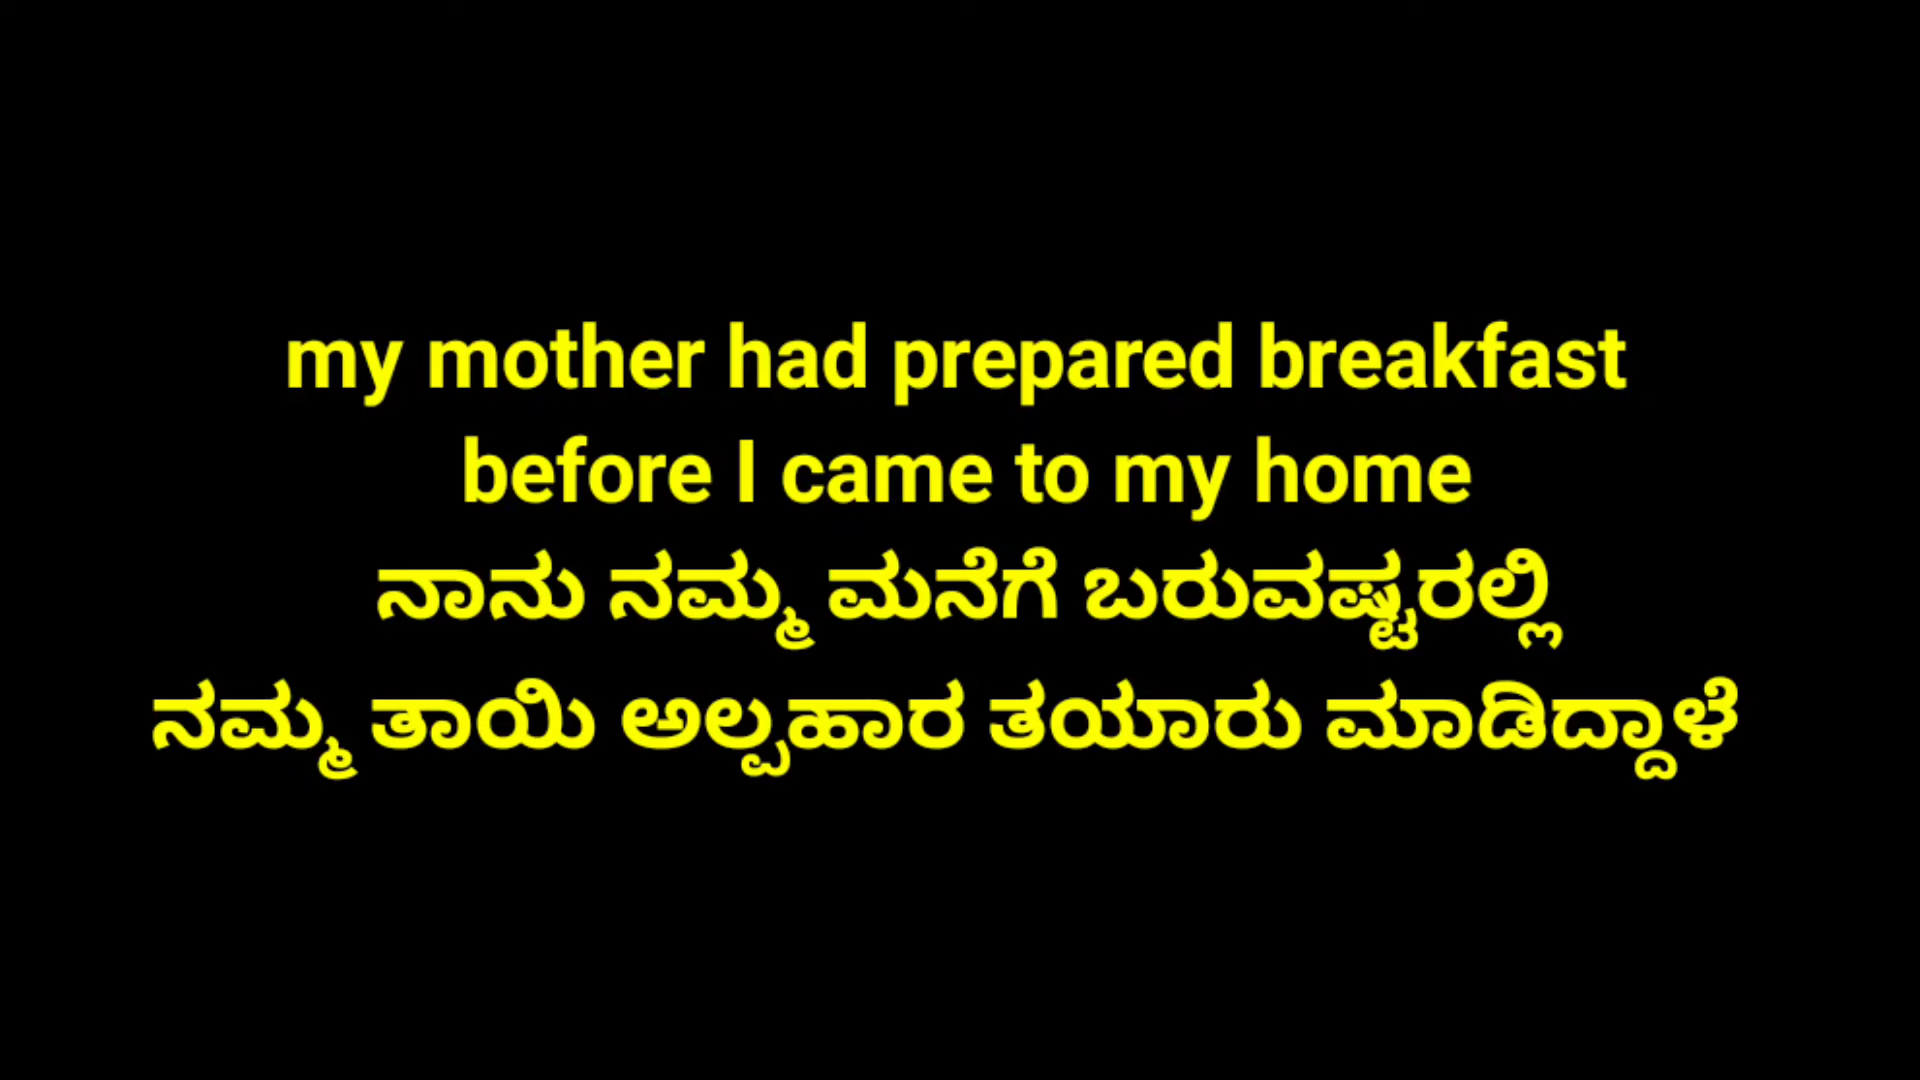 my mother had prepared breakfast
before I came to my home
ನಾನು ನಮ್ಮ ಮನೆಗೆ ಬರುವಷ್ಟರಲ್ಲಿ
ನಮ್ಮ ತಾಯಿ ಅಲ್ಪಹಾರ ತಯಾರು ಮಾಡಿದ್ದಾಳೆ